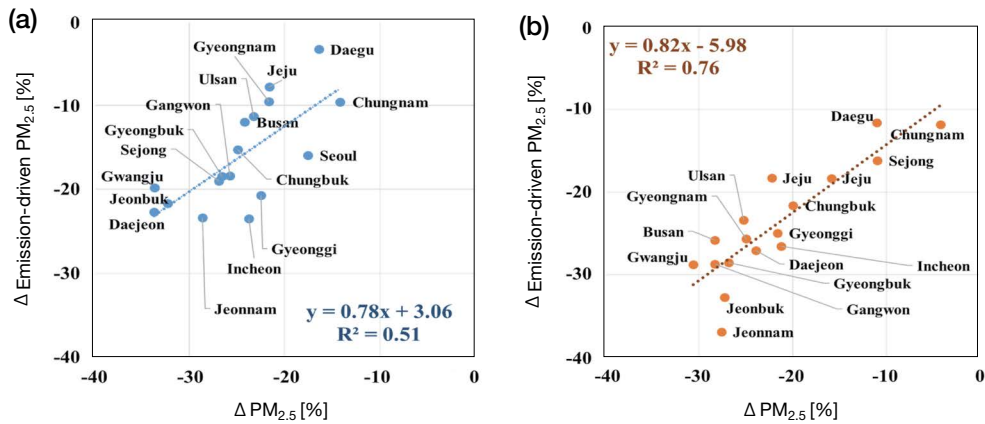 (a)
0
-10
-20
-30
-40
-40
-30
-20
-10
0
Δ Emission-driven PM2.5 [%]
Δ PM2.5 [%]
Gyeongnam
Daegu
Jeju
Ulsan
Chungnam
Gangwon
Busan
Gyeongbuk
Seoul
Sejong
Chungbuk
Gwangju
Jeonbuk
Daejeon
Gyeonggi
Incheon
Jeonnam
y = 0.78x + 3.06
R² = 0.51
(b)
y = 0.82x - 5.98
R² = 0.76
0
-10
-20
-30
-40
-40
-30
-20
-10
0
Δ Emission-driven PM2.5 [%]
Δ PM2.5 [%]
Daegu
Chungnam
Sejong
Ulsan
Jeju
Jeju
Gyeongnam
Chungbuk
Busan
Gyeonggi
Gwangju
Daejeon
Incheon
Gyeongbuk
Jeonbuk
Gangwon
Jeonnam